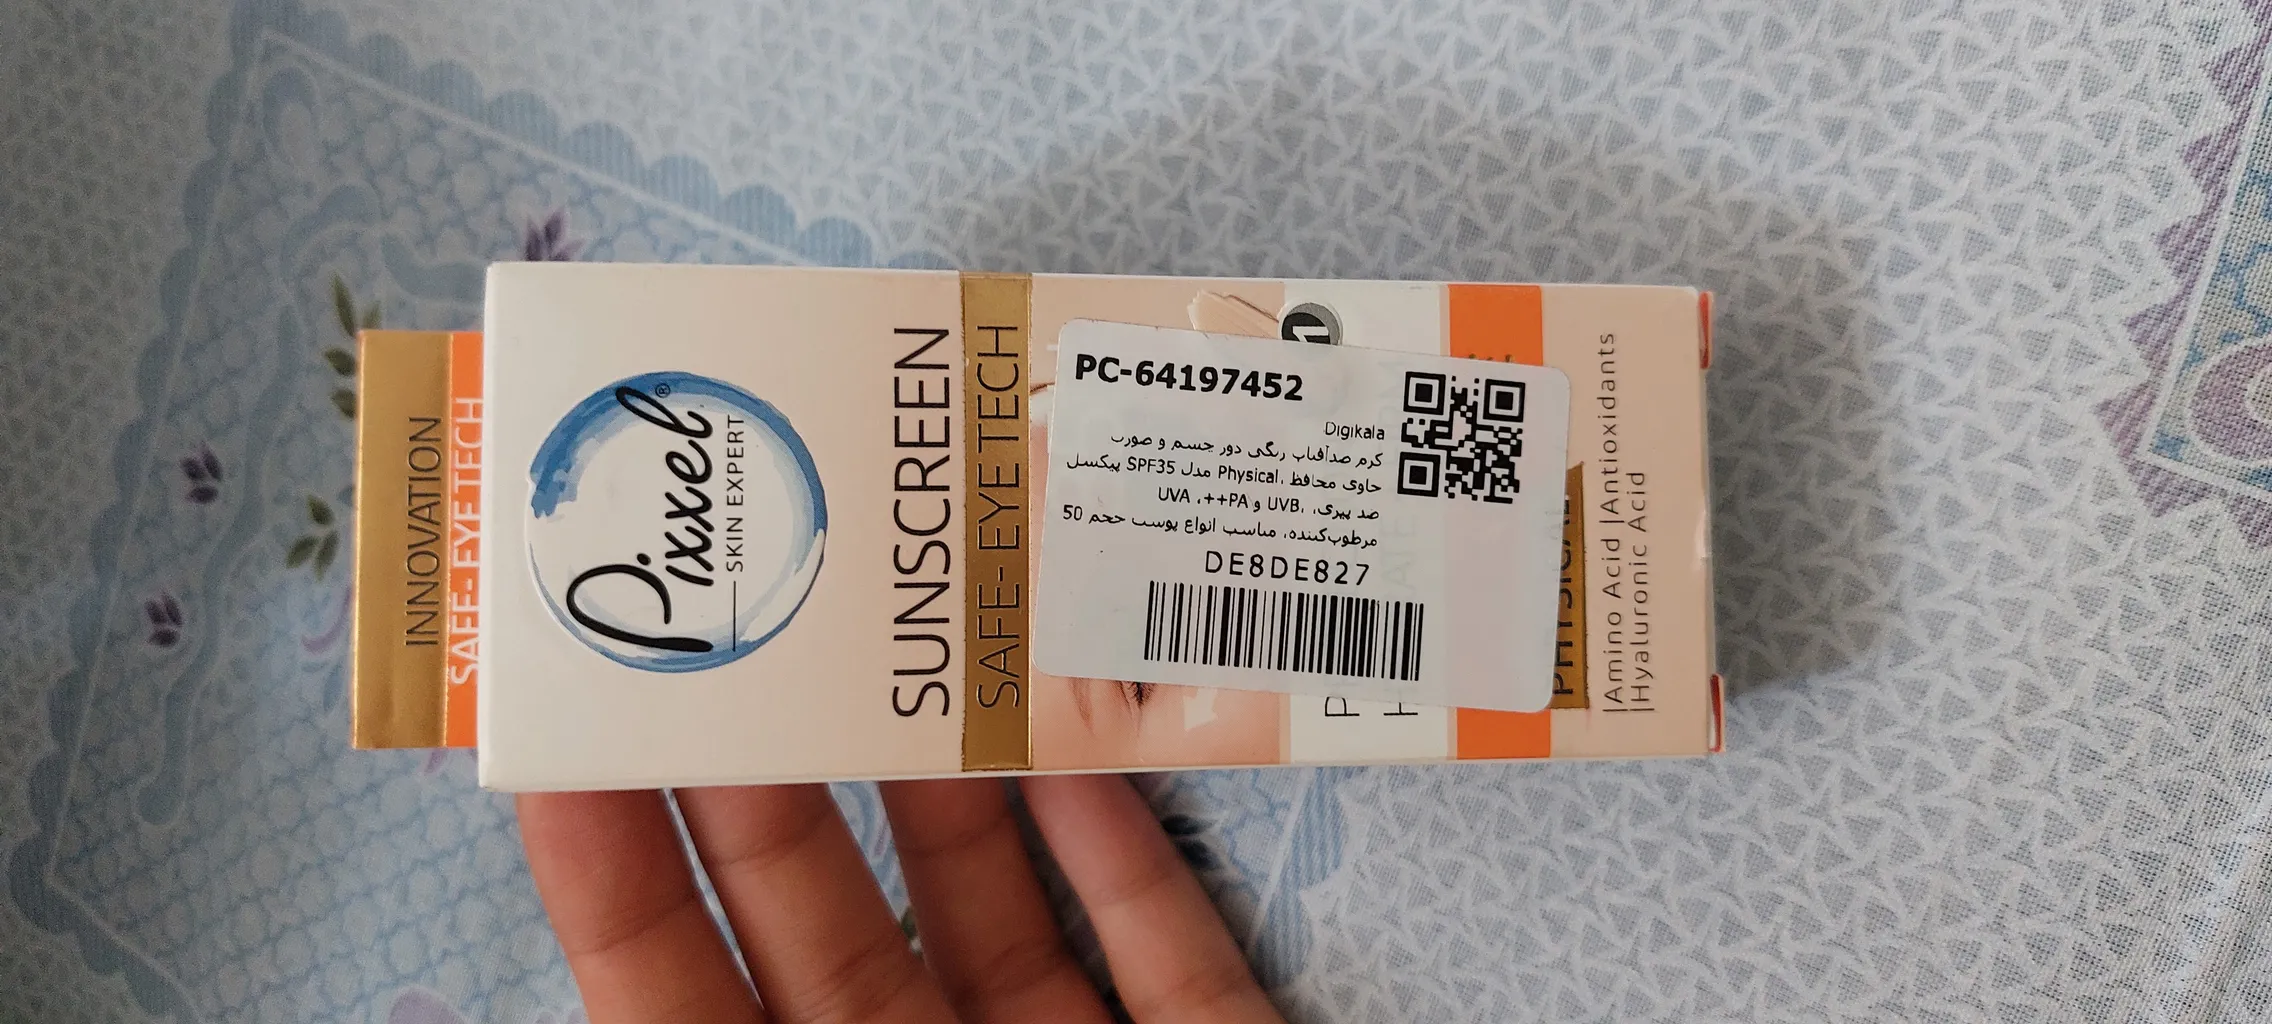 INNOVATION
SAFE- EYE TECH
Pixxel®
SKIN EXPERT
SUNSCREEN
SAFE- EYE TECH
PC-64197452
Digikala
کرم ضدآفتاب رنگی دور چشم و صورت
پیکسل SPF35 مدل Physical، حاوی محافظ
UVA ،++PA و UVB، ضد پیری،
مرطوب‌کننده، مناسب انواع پوست حجم 50
DE8DE827
PHYSICAL
|Amino Acid |Antioxidants
|Hyaluronic Acid